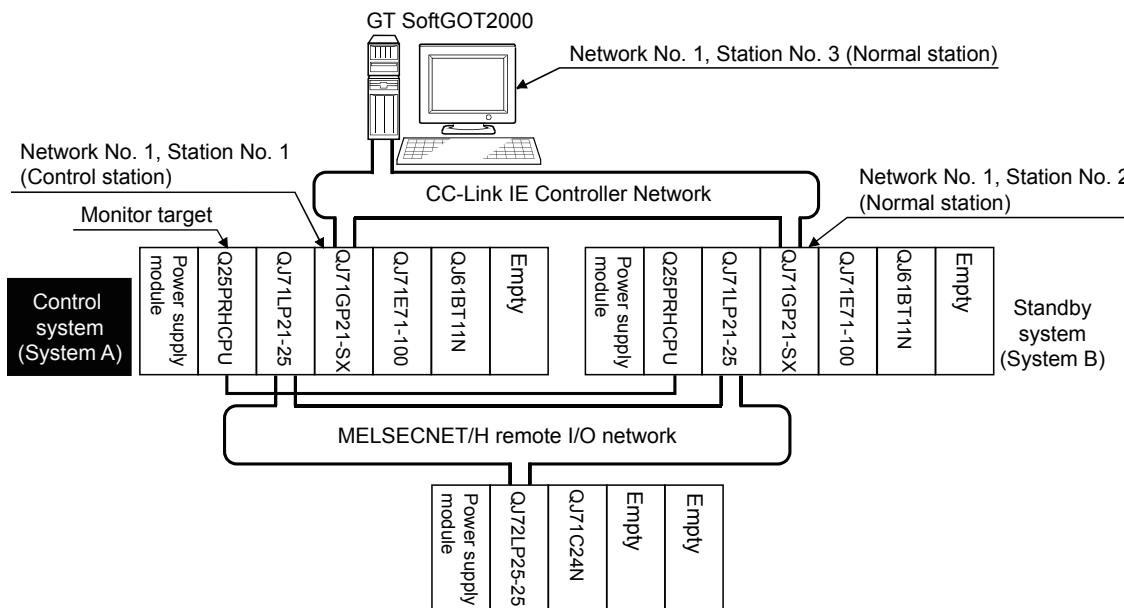 GT SoftGOT2000
Network No. 1, Station No. 3 (Normal station)
Network No. 1, Station No. 1
(Control station)
CC-Link IE Controller Network
Network No. 1, Station No. 2
(Normal station)
Monitor target
Control
system
(System A)
Power supply
module
Q25PRHCPU
QJ71LP21-25
QJ71GP21-SX
QJ71E71-100
QJ61BT11N
Empty
Power supply
module
Q25PRHCPU
QJ71LP21-25
QJ71GP21-SX
QJ71E71-100
QJ61BT11N
Empty
Standby
system
(System B)
MELSECNET/H remote I/O network
Power supply
module
QJ72LP25-25
QJ71C24N
Empty
Empty